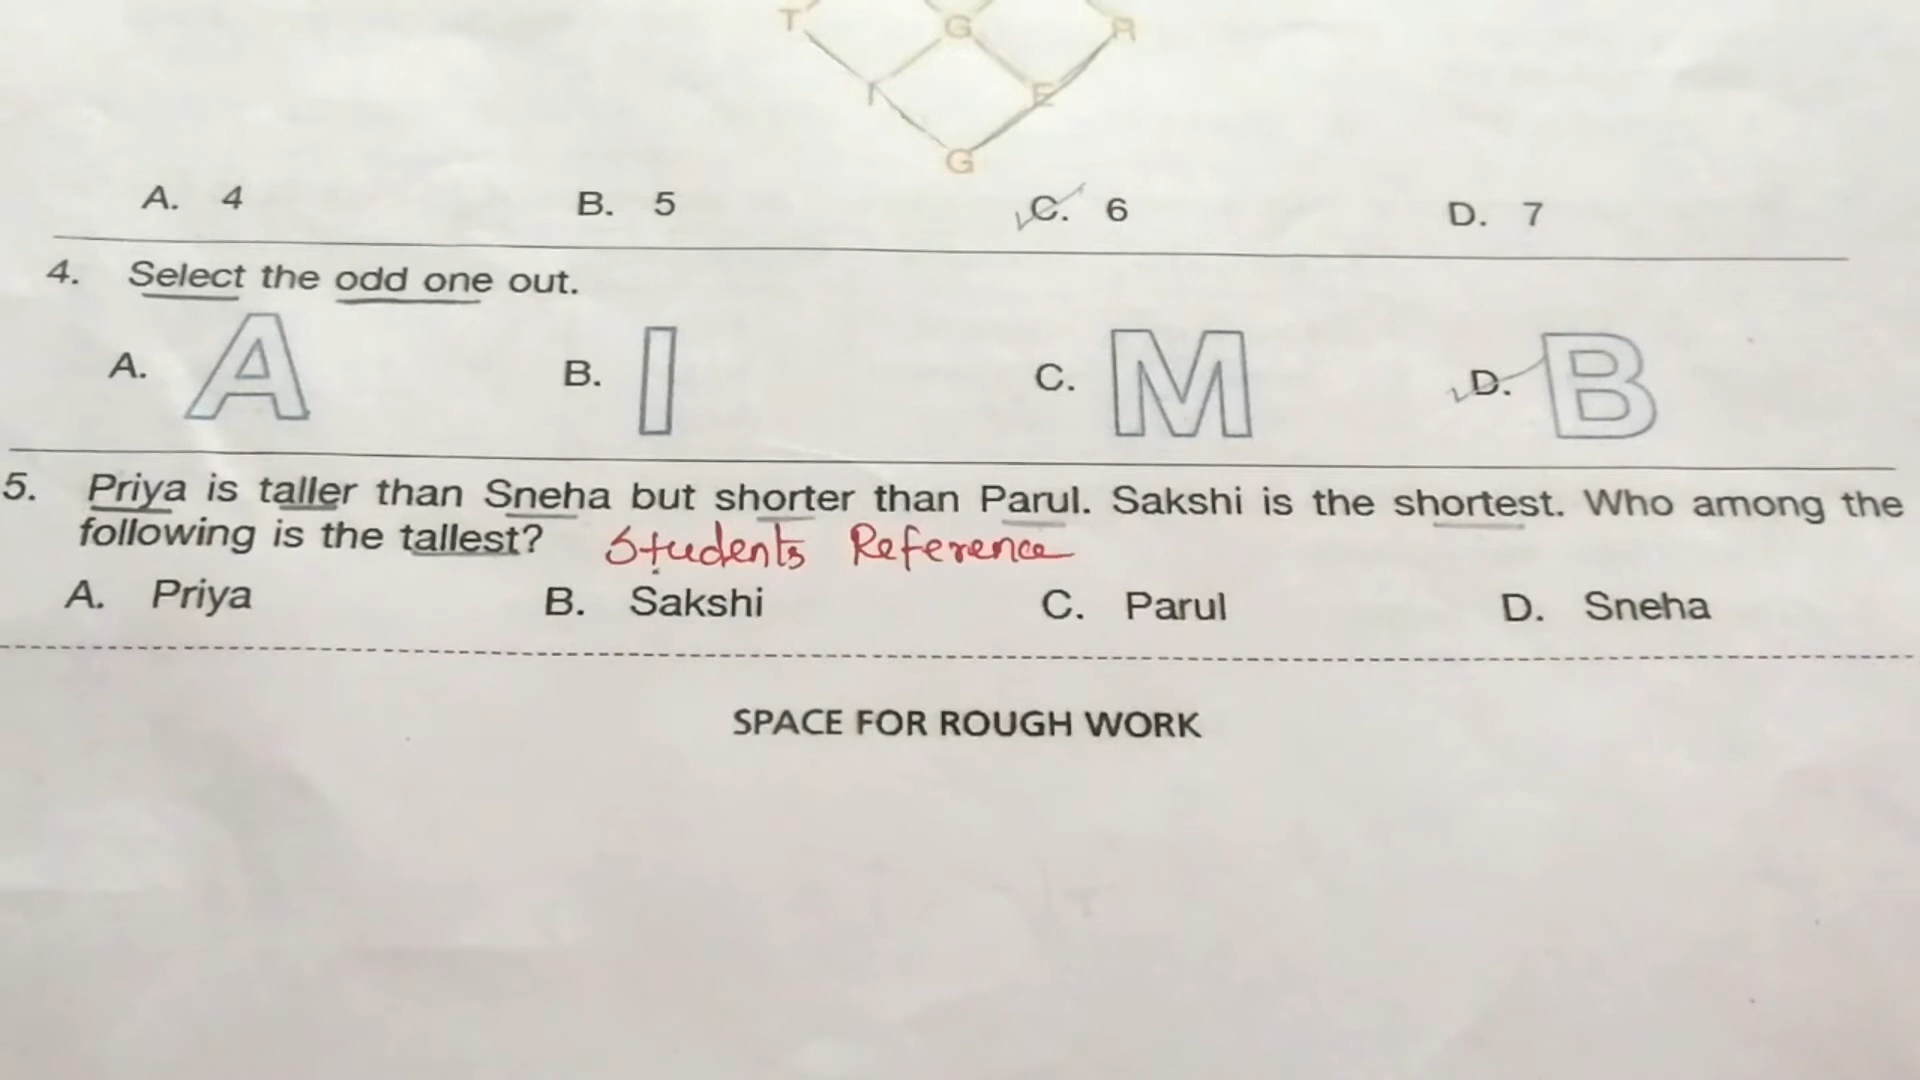 T G R
I E
G
A. 4 B. 5 C. 6 D. 7
4. Select the odd one out.
A. A B. I C. M D. B
5. Priya is taller than Sneha but shorter than Parul. Sakshi is the shortest. Who among the
following is the tallest? Students Reference
A. Priya B. Sakshi C. Parul D. Sneha
SPACE FOR ROUGH WORK